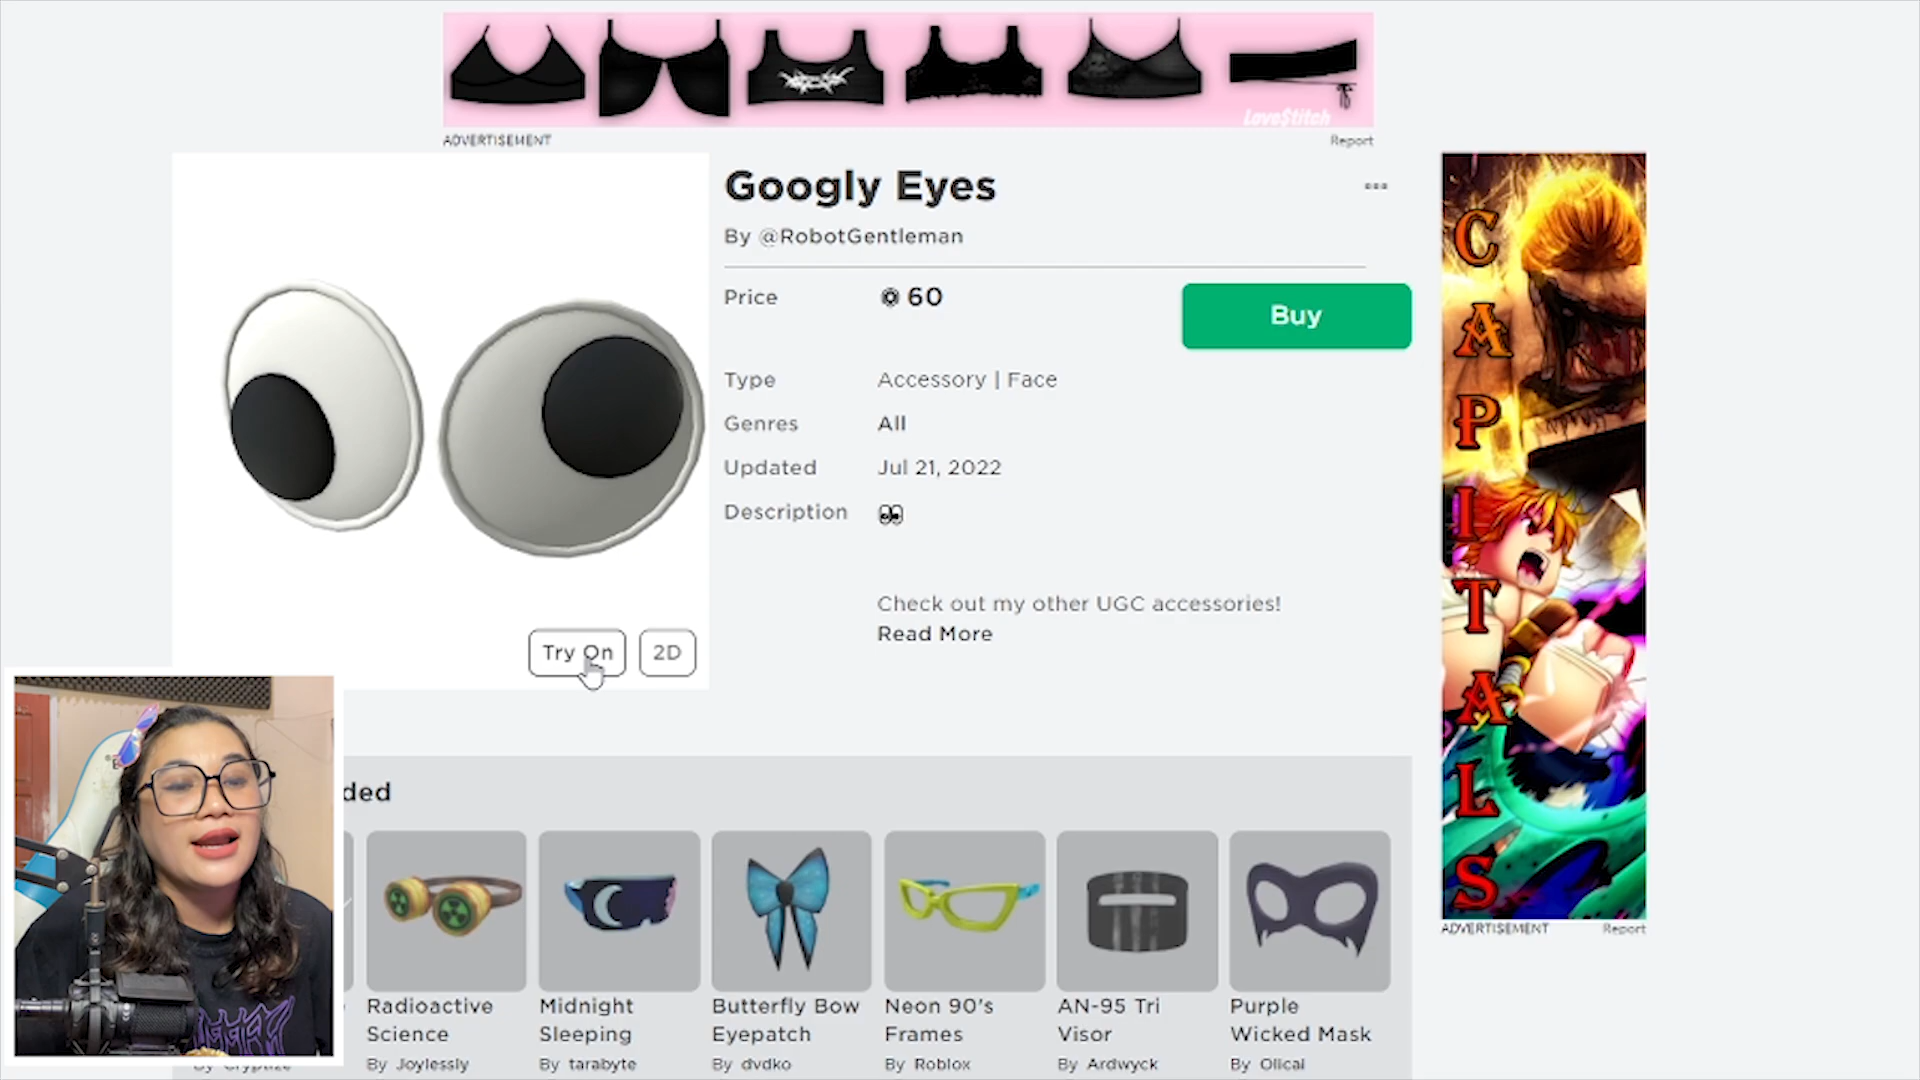 Love$titch
ADVERTISEMENT
Report
Googly Eyes
By @RobotGentleman
Price
60
Buy
Type
Accessory | Face
Genres
All
Updated
Jul 21, 2022
Description
Check out my other UGC accessories!
Read More
Try On
2D
CAPITALS
ADVERTISEMENT
Report
ded
Radioactive
Science
By Joylessly
Midnight
Sleeping
By tarabyte
Butterfly Bow
Eyepatch
By dvdko
Neon 90's
Frames
By Roblox
AN-95 Tri
Visor
By Ardwyck
Purple
Wicked Mask
By Olicai